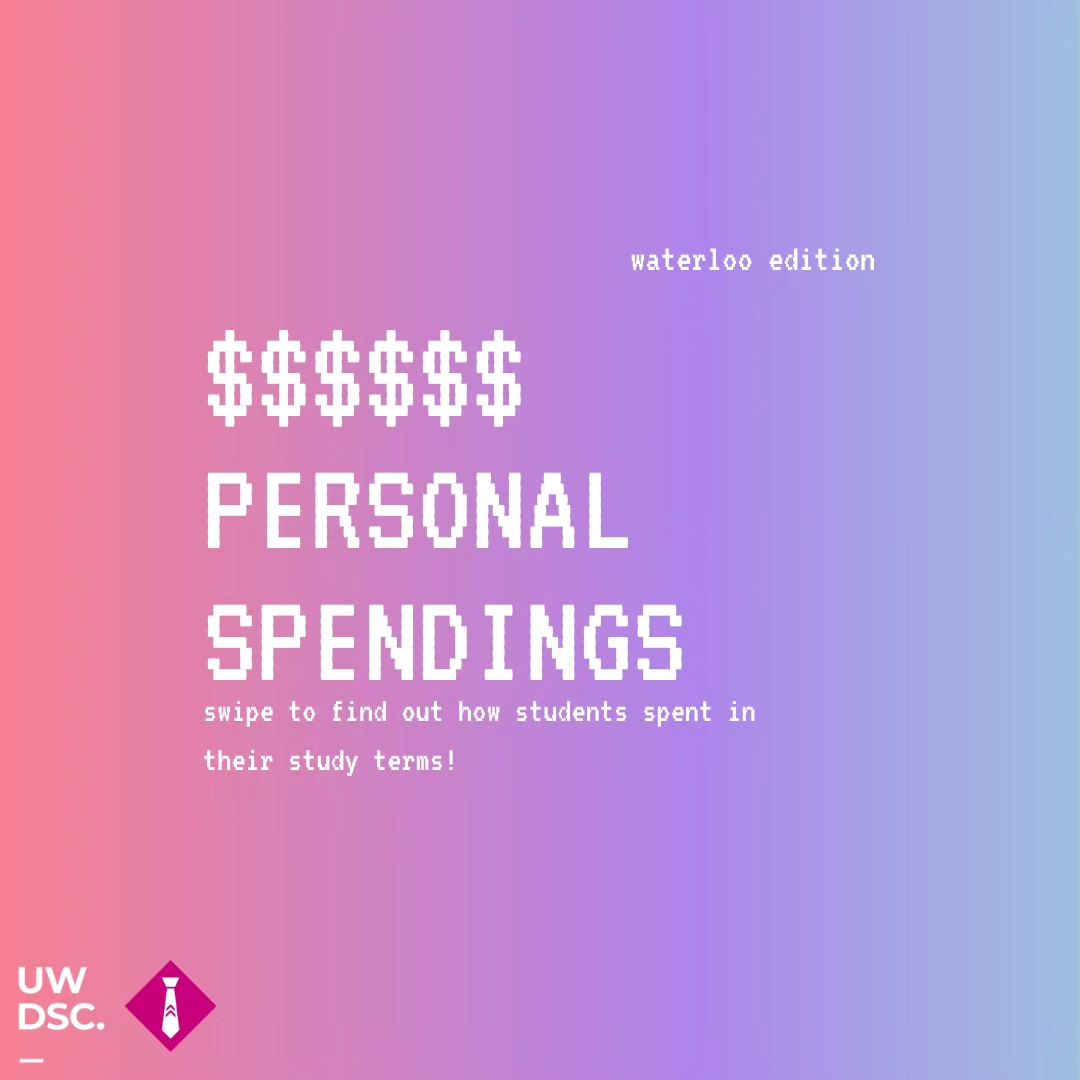 waterloo edition
$$$$$$
PERSONAL
SPENDINGS
swipe to find out how students spent in
their study terms!
UW
DSC.